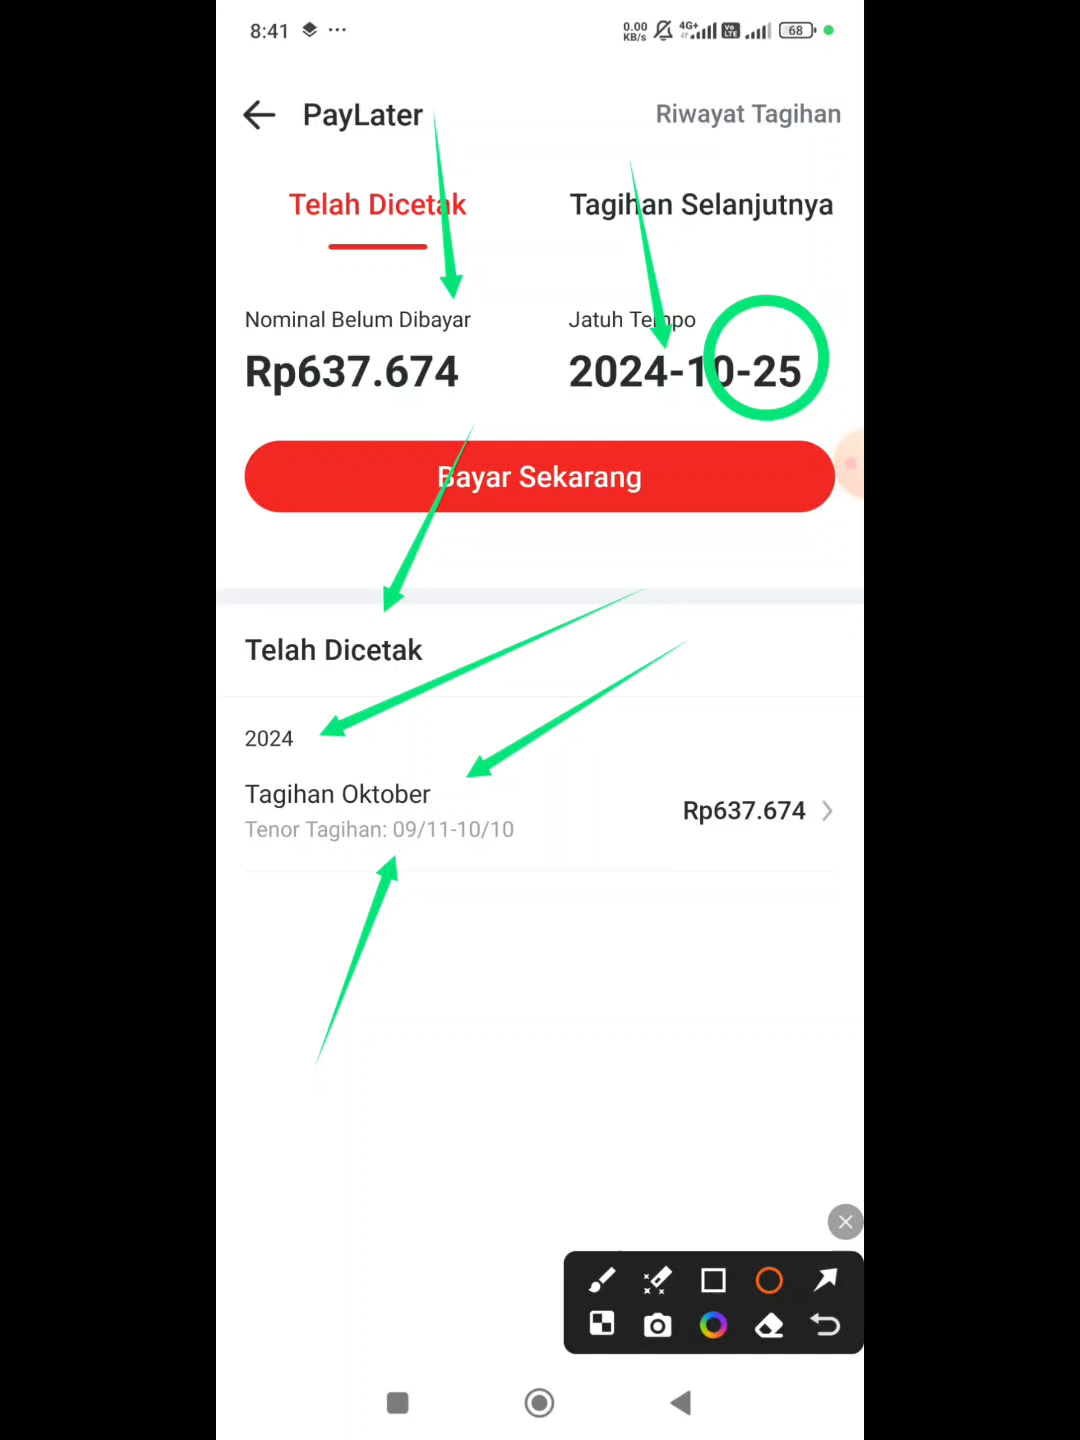 8:41
0.00
KB/s
4G+
Vo
LTE
68
PayLater
Riwayat Tagihan
Telah Dicetak
Tagihan Selanjutnya
Nominal Belum Dibayar
Jatuh Tempo
Rp637.674
2024-10-25
Bayar Sekarang
Telah Dicetak
2024
Tagihan Oktober
Rp637.674
Tenor Tagihan: 09/11-10/10